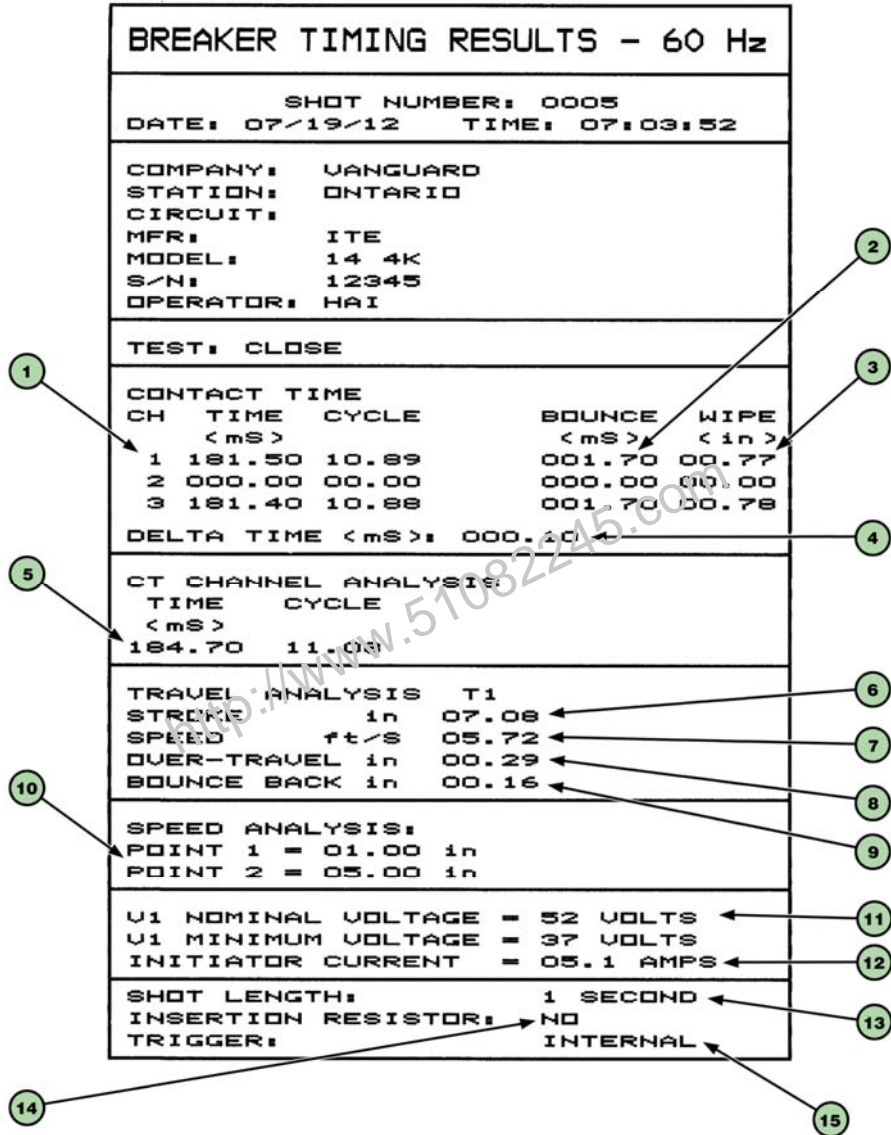 BREAKER TIMING RESULTS - 60 Hz
SHOT NUMBER: 0005
DATE: 07/19/12 TIME: 07:03:52
COMPANY: VANGUARD
STATION: ONTARIO
CIRCUIT:
MFR: ITE
MODEL: 14 4K
S/N: 12345
OPERATOR: HAI
2
TEST: CLOSE
1
3
CONTACT TIME
CH TIME CYCLE BOUNCE WIPE
<mS> <mS> <in>
1 181.50 10.89 001.70 00.77
2 000.00 00.00 000.00 00.00
3 181.40 10.88 001.70 00.78
DELTA TIME <mS>: 000.10
4
5
CT CHANNEL ANALYSIS
TIME CYCLE
<mS>
184.70 11.08
http://www.51082245.com
TRAVEL ANALYSIS T1
STROKE in 07.08
6
SPEED ft/S 05.72
7
OVER-TRAVEL in 00.29
8
BOUNCE BACK in 00.16
9
10
SPEED ANALYSIS:
POINT 1 = 01.00 in
POINT 2 = 05.00 in
V1 NOMINAL VOLTAGE = 52 VOLTS
11
V1 MINIMUM VOLTAGE = 37 VOLTS
INITIATOR CURRENT = 05.1 AMPS
12
SHOT LENGTH: 1 SECOND
13
INSERTION RESISTOR: NO
TRIGGER: INTERNAL
14
15